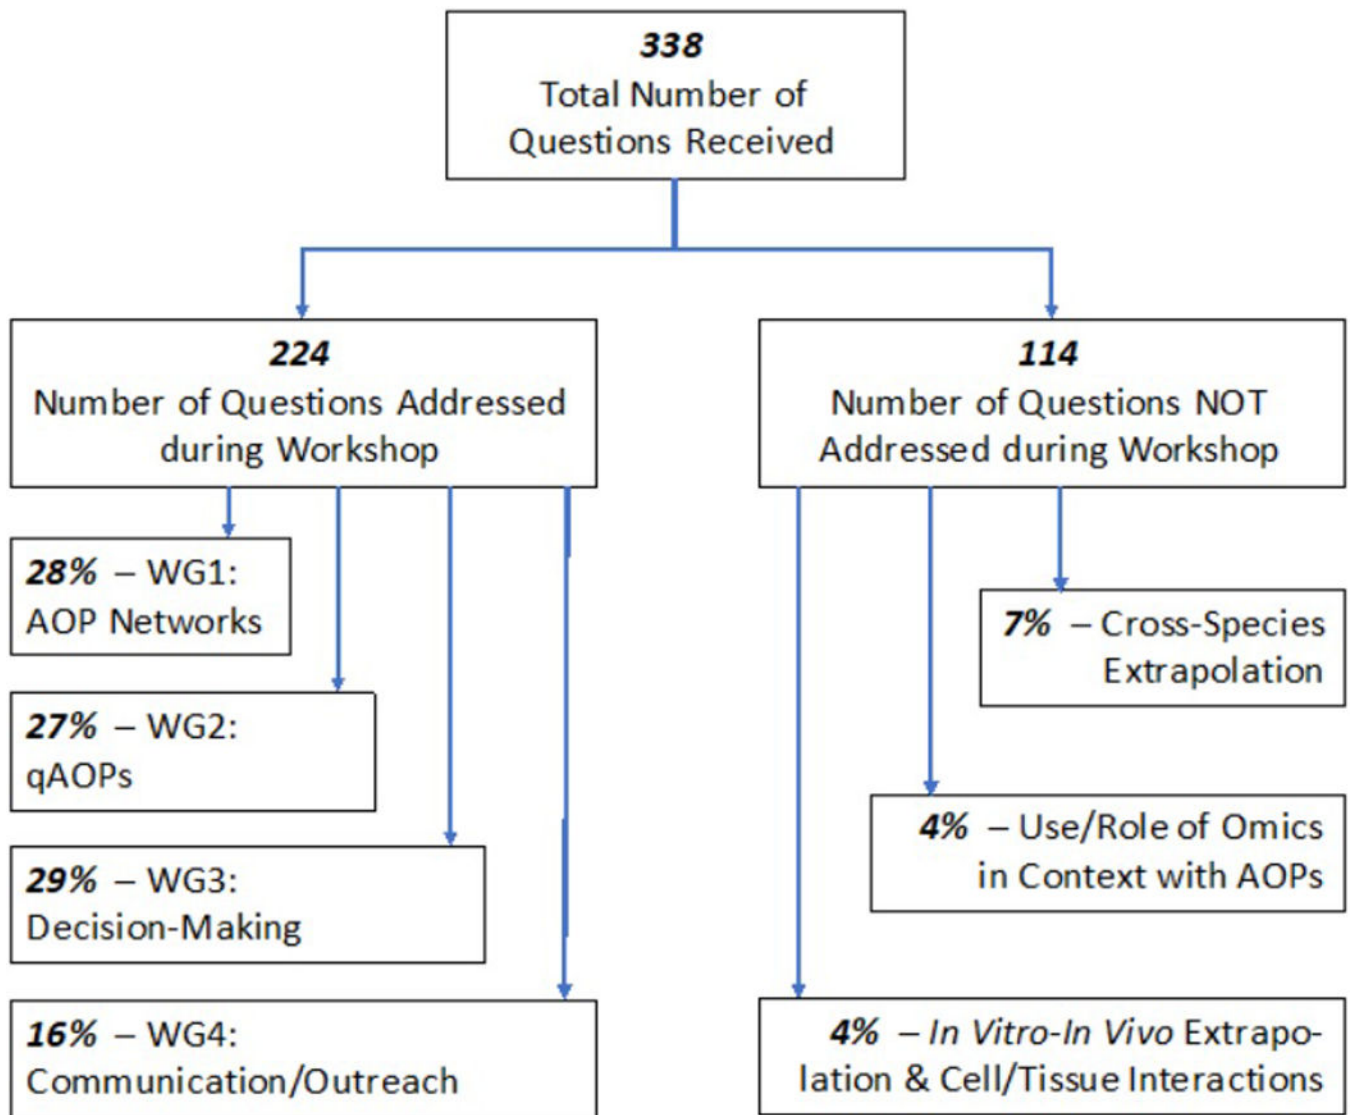 338
Total Number of
Questions Received
224
Number of Questions Addressed
during Workshop
114
Number of Questions NOT
Addressed during Workshop
28% – WG1:
AOP Networks
7% – Cross-Species
Extrapolation
27% – WG2:
qAOPs
4% – Use/Role of Omics
in Context with AOPs
29% – WG3:
Decision-Making
16% – WG4:
Communication/Outreach
4% – In Vitro-In Vivo Extrapo-
lation & Cell/Tissue Interactions